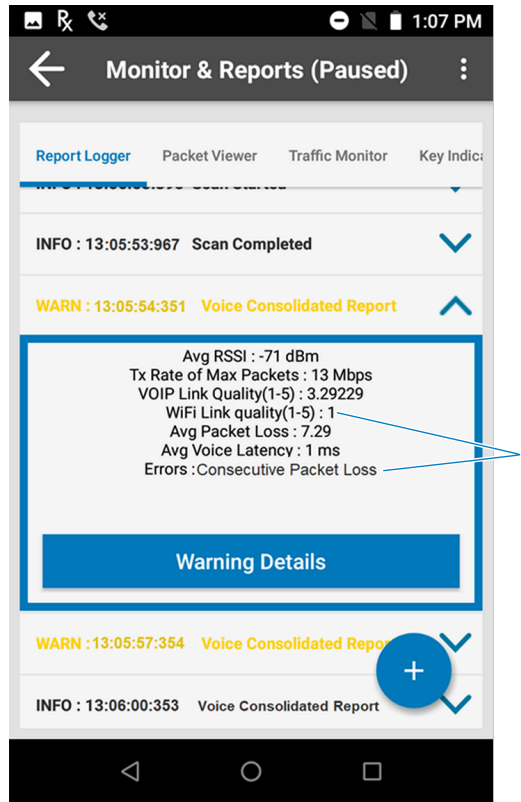 1:07 PM
Monitor & Reports (Paused)
Report Logger Packet Viewer Traffic Monitor Key Indica
Scan Started
INFO : 13:05:53:967 Scan Completed
WARN : 13:05:54:351 Voice Consolidated Report
Avg RSSI : -71 dBm
Tx Rate of Max Packets : 13 Mbps
VOIP Link Quality(1-5) : 3.29229
WiFi Link quality(1-5) : 1
Avg Packet Loss : 7.29
Avg Voice Latency : 1 ms
Errors : Consecutive Packet Loss
Warning Details
WARN : 13:05:57:354 Voice Consolidated Repo
+
INFO : 13:06:00:353 Voice Consolidated Report